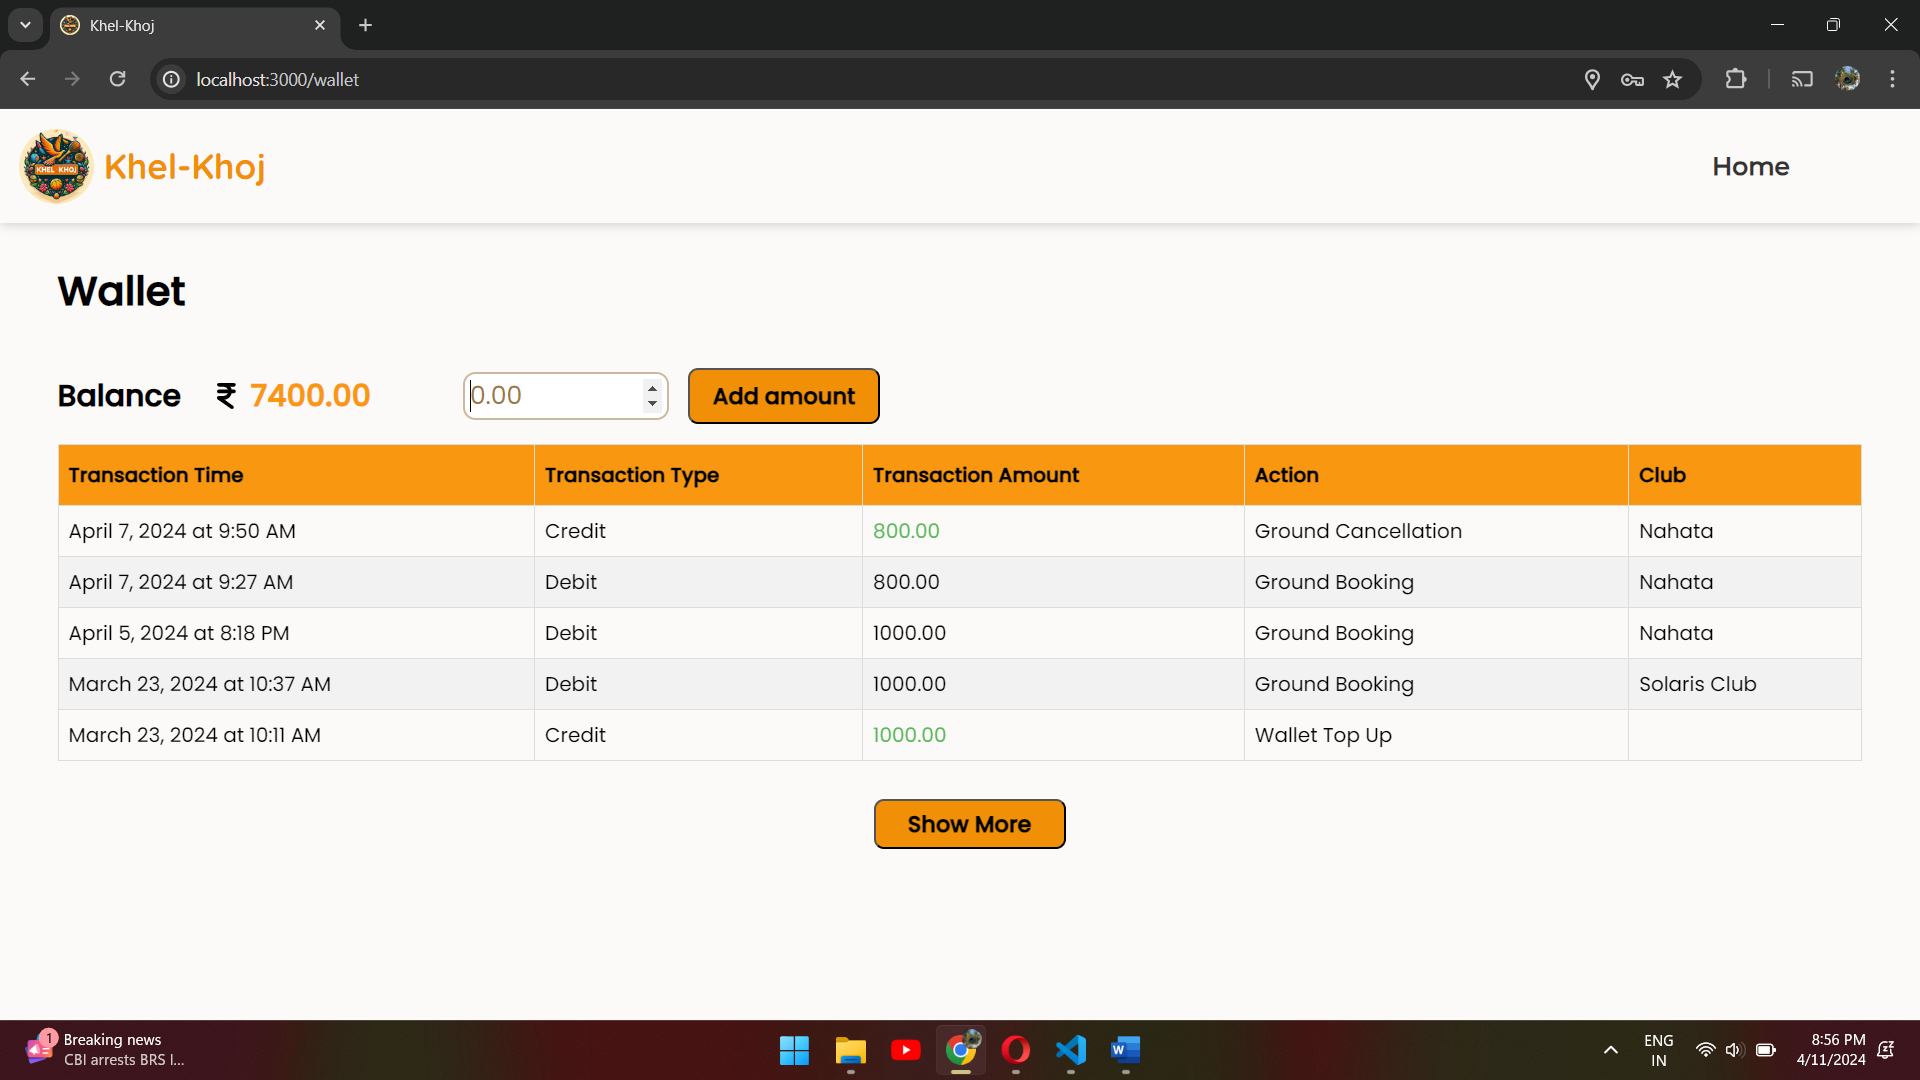 Khel-Khoj
localhost:3000/wallet
KHEL KHOJ
Khel-Khoj
Home
Wallet
Balance ₹ 7400.00 0.00 Add amount
Transaction Time Transaction Type Transaction Amount Action Club
April 7, 2024 at 9:50 AM Credit 800.00 Ground Cancellation Nahata
April 7, 2024 at 9:27 AM Debit 800.00 Ground Booking Nahata
April 5, 2024 at 8:18 PM Debit 1000.00 Ground Booking Nahata
March 23, 2024 at 10:37 AM Debit 1000.00 Ground Booking Solaris Club
March 23, 2024 at 10:11 AM Credit 1000.00 Wallet Top Up
Show More
1
Breaking news
CBI arrests BRS l...
W
ENG
IN
8:56 PM
4/11/2024